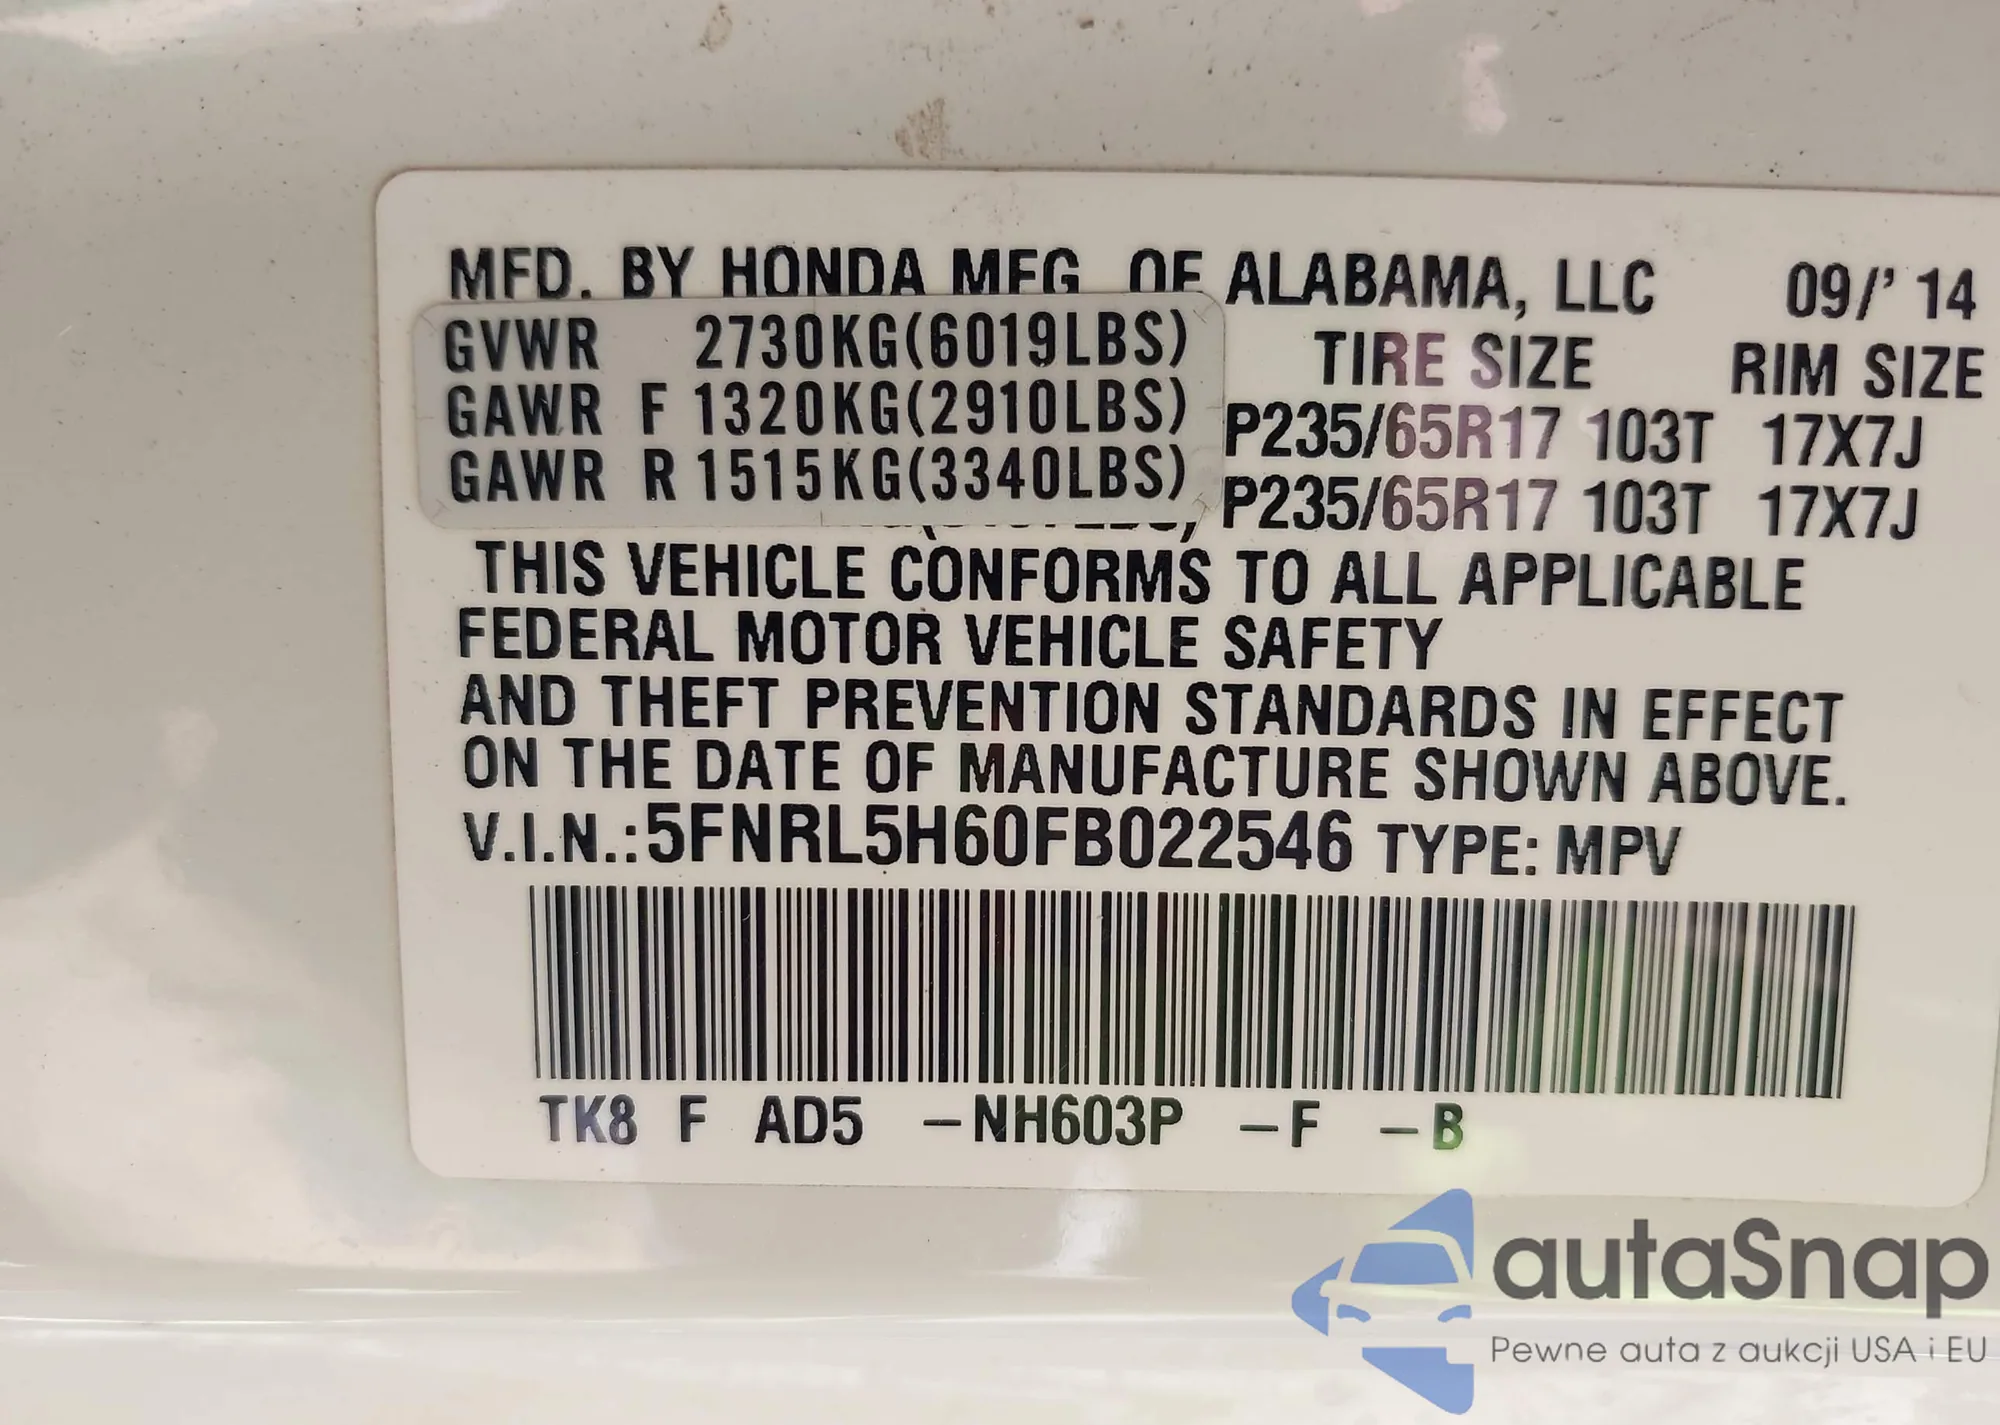 MFD. BY HONDA MFG. OF ALABAMA, LLC 09/' 14
GVWR 2730KG(6019LBS) TIRE SIZE RIM SIZE
GAWR F 1320KG(2910LBS) P235/65R17 103T 17X7J
GAWR R 1515KG(3340LBS) P235/65R17 103T 17X7J
THIS VEHICLE CONFORMS TO ALL APPLICABLE
FEDERAL MOTOR VEHICLE SAFETY
AND THEFT PREVENTION STANDARDS IN EFFECT
ON THE DATE OF MANUFACTURE SHOWN ABOVE.
V.I.N.:5FNRL5H60FB022546 TYPE: MPV
TK8 F AD5 –NH603P –F –B
autaSnap
Pewne auta z aukcji USA i EU